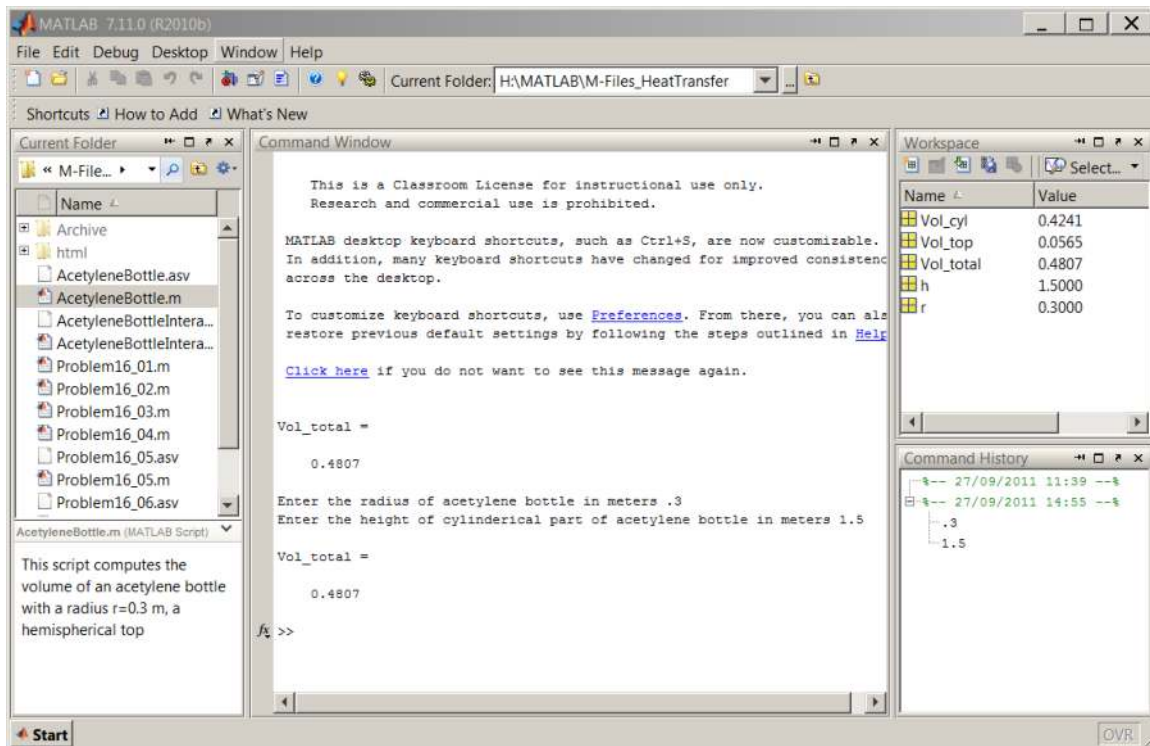 MATLAB 7.11.0 (R2010b)
File Edit Debug Desktop Window Help
Current Folder: H:\MATLAB\M-Files_HeatTransfer
Shortcuts How to Add What's New
Current Folder
« M-File...
Name
Archive
html
AcetyleneBottle.asv
AcetyleneBottle.m
AcetyleneBottleIntera...
AcetyleneBottleIntera...
Problem16_01.m
Problem16_02.m
Problem16_03.m
Problem16_04.m
Problem16_05.asv
Problem16_05.m
Problem16_06.asv
AcetyleneBottle.m (MATLAB Script)
This script computes the
volume of an acetylene bottle
with a radius r=0.3 m, a
hemispherical top
Command Window
This is a Classroom License for instructional use only.
Research and commercial use is prohibited.
MATLAB desktop keyboard shortcuts, such as Ctrl+S, are now customizable.
In addition, many keyboard shortcuts have changed for improved consistenc
across the desktop.
To customize keyboard shortcuts, use Preferences. From there, you can als
restore previous default settings by following the steps outlined in Help
Click here if you do not want to see this message again.
Vol_total =
0.4807
Enter the radius of acetylene bottle in meters .3
Enter the height of cylinderical part of acetylene bottle in meters 1.5
Vol_total =
0.4807
fx >>
Workspace
Select...
Name Value
Vol_cyl 0.4241
Vol_top 0.0565
Vol_total 0.4807
h 1.5000
r 0.3000
Command History
%-- 27/09/2011 11:39 --%
%-- 27/09/2011 14:55 --%
.3
1.5
Start
OVR